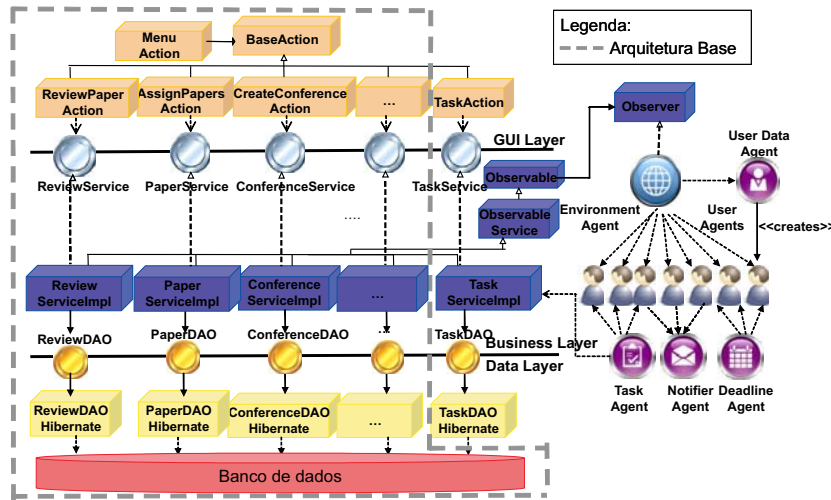 Legenda:
Arquitetura Base
Menu
Action
BaseAction
ReviewPaper
Action
AssignPapers
Action
CreateConference
Action
...
TaskAction
Observer
GUI Layer
User Data
Agent
ReviewService
PaperService
ConferenceService
TaskService
Observable
....
Observable
Service
Environment
Agent
User
Agents
<<creates>>
Review
ServiceImpl
Paper
ServiceImpl
Conference
ServiceImpl
...
Task
ServiceImpl
ReviewDAO
PaperDAO
ConferenceDAO
...
TaskDAO
Business Layer
Data Layer
Task
Agent
Notifier
Agent
Deadline
Agent
ReviewDAO
Hibernate
PaperDAO
Hibernate
ConferenceDAO
Hibernate
...
TaskDAO
Hibernate
Banco de dados